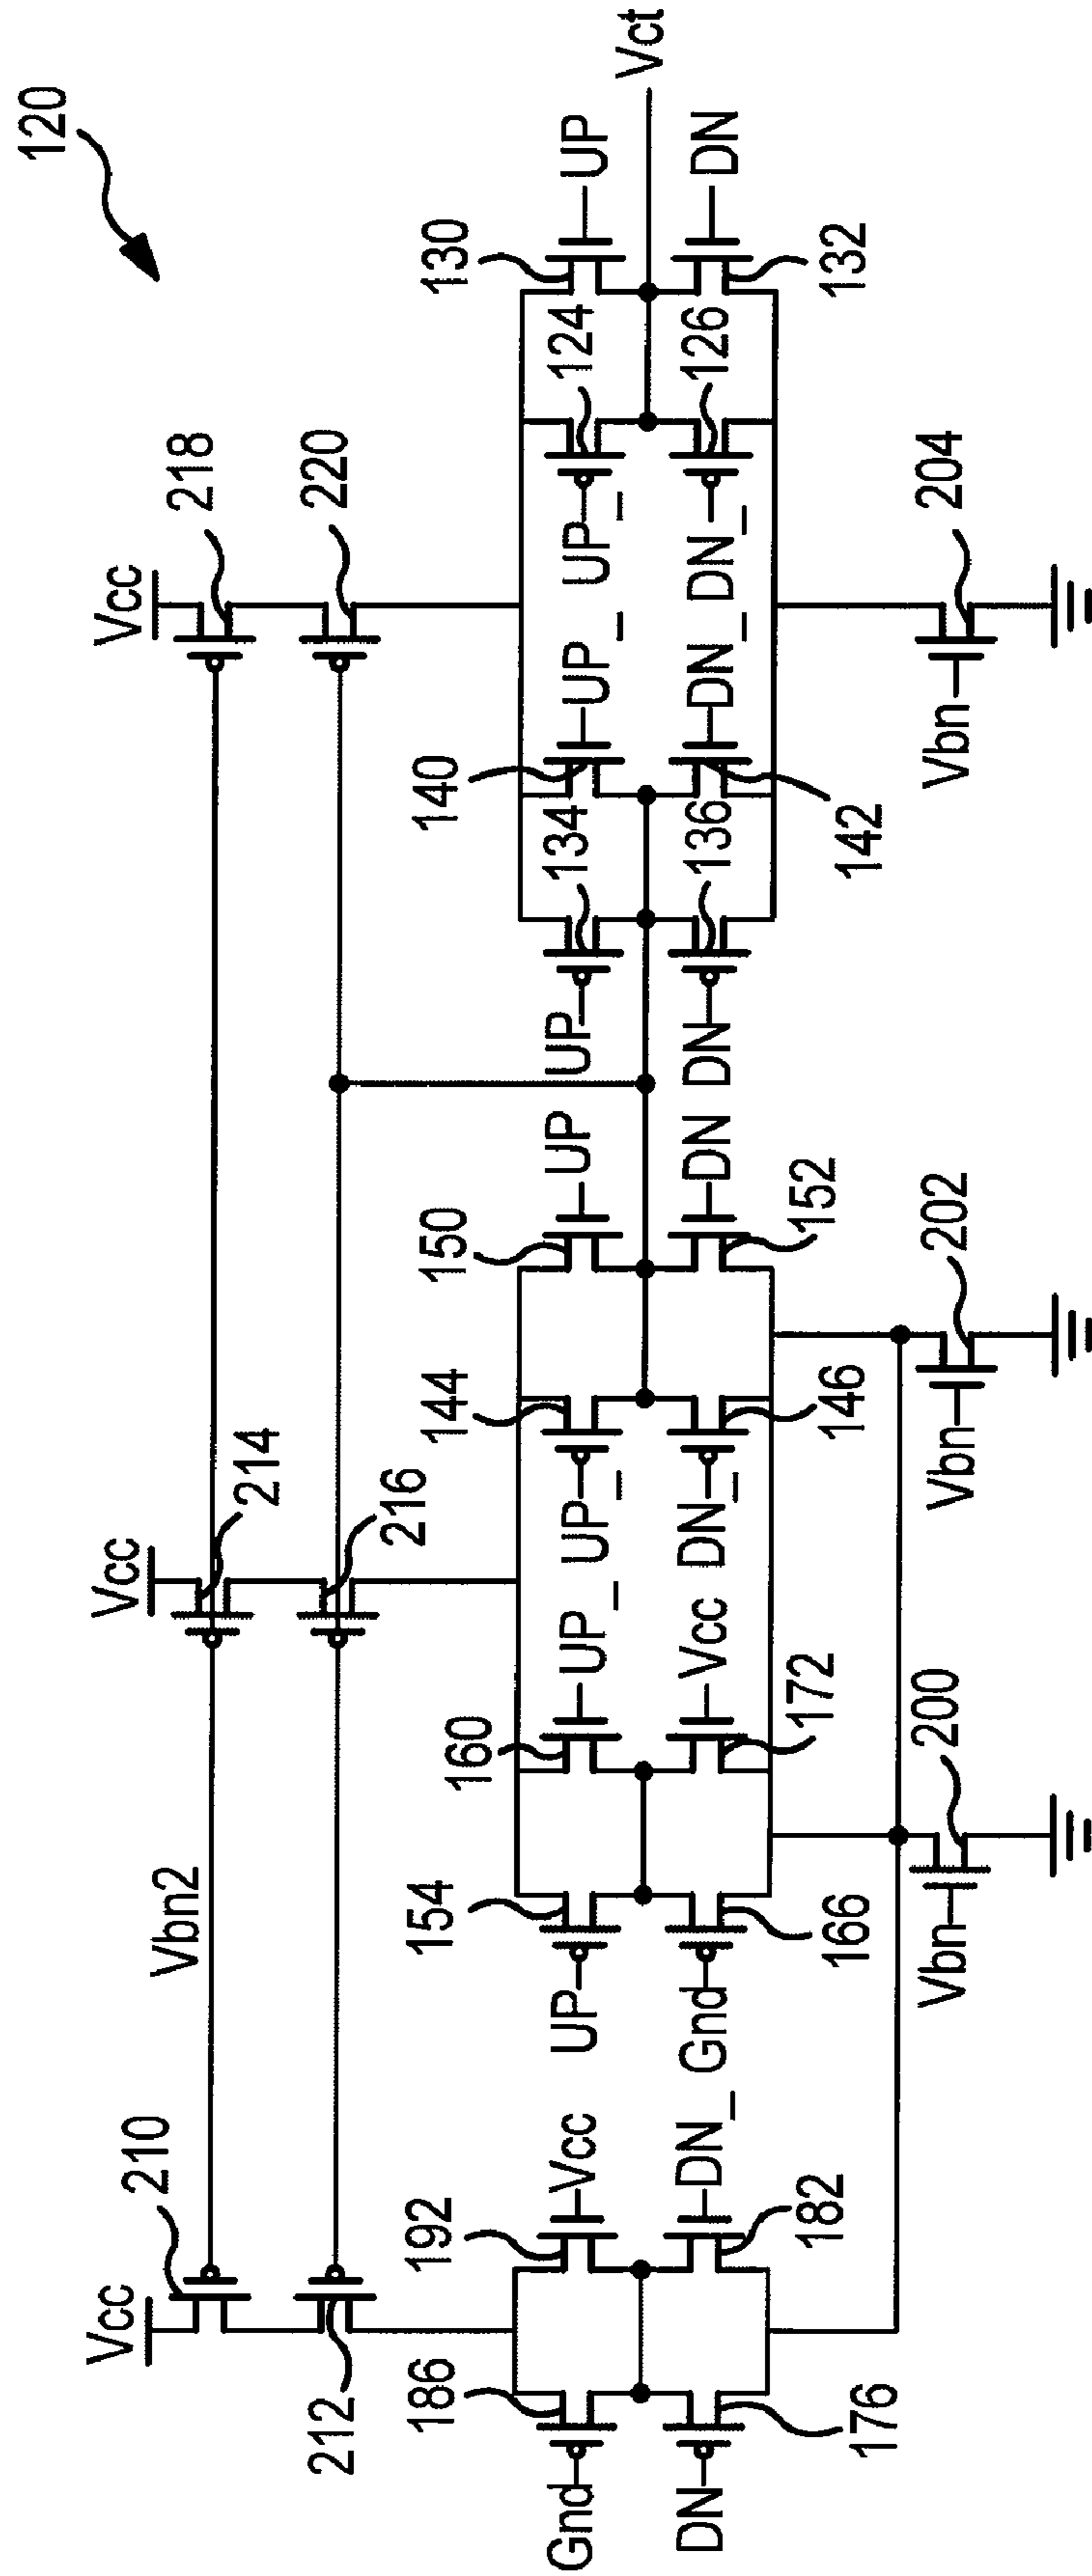 120
Vcc
210
Vbn2
Vcc
214
Vcc
218
212
216
220
Gnd
186
192
Vcc
UP
154
160
UP_
UP_
144
150
UP
UP
134
140
UP_
UP_
124
130
UP
Vct
DN
176
182
DN_
Gnd
166
172
Vcc
DN_
146
152
DN
DN
136
142
DN_
DN_
126
132
DN
Vbn
200
Vbn
202
Vbn
204